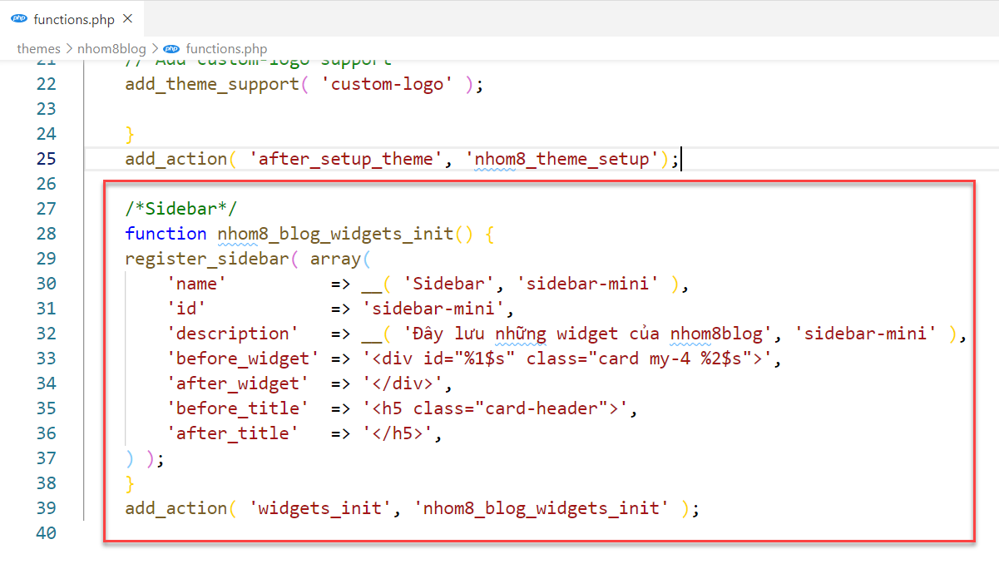 functions.php
themes > nhom8blog > functions.php
21 // Add custom-logo support
22 add_theme_support( 'custom-logo' );
23
24 }
25 add_action( 'after_setup_theme', 'nhom8_theme_setup');
26
27 /*Sidebar*/
28 function nhom8_blog_widgets_init() {
29 register_sidebar( array(
30     'name'          => __( 'Sidebar', 'sidebar-mini' ),
31     'id'            => 'sidebar-mini',
32     'description'   => __( 'Đây lưu những widget của nhom8blog', 'sidebar-mini' ),
33     'before_widget' => '<div id="%1$s" class="card my-4 %2$s">',
34     'after_widget'  => '</div>',
35     'before_title'  => '<h5 class="card-header">',
36     'after_title'   => '</h5>',
37 ) );
38 }
39 add_action( 'widgets_init', 'nhom8_blog_widgets_init' );
40